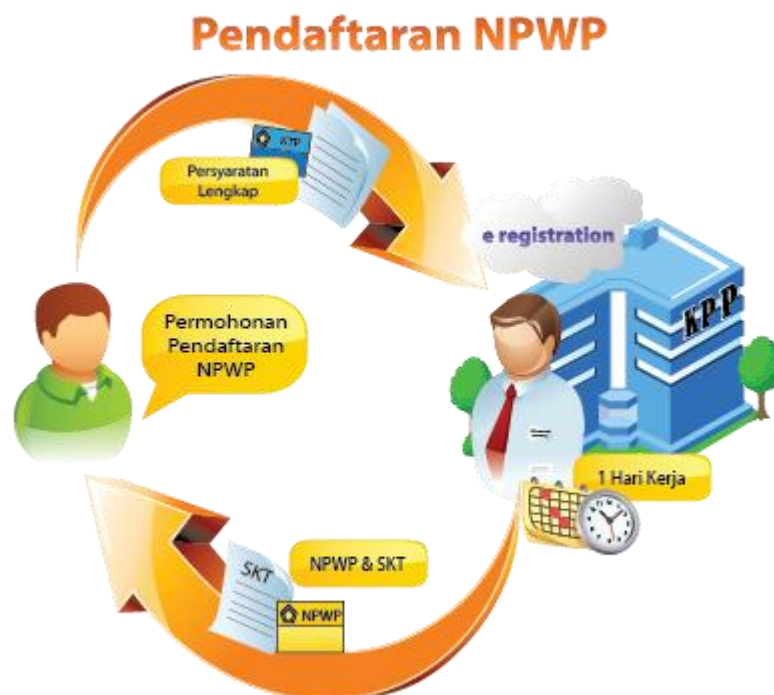 Pendaftaran NPWP
KTP
Persyaratan
Lengkap
e registration
KPP
Permohonan
Pendaftaran
NPWP
1 Hari Kerja
SKT
NPWP & SKT
NPWP